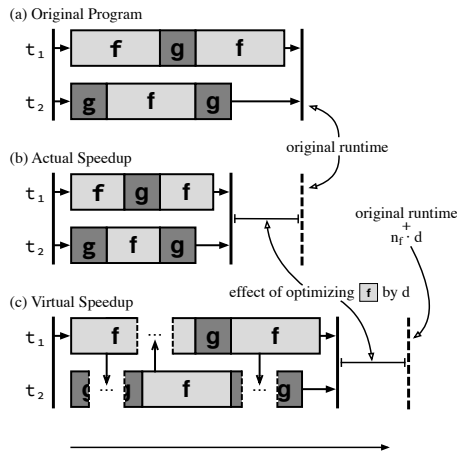 (a) Original Program
t1 f g f
t2 g f g
original runtime
(b) Actual Speedup
t1 f g f
t2 g f g
original runtime
+
nf · d
effect of optimizing f by d
(c) Virtual Speedup
t1 f ... g f
t2 g ... g f ... g